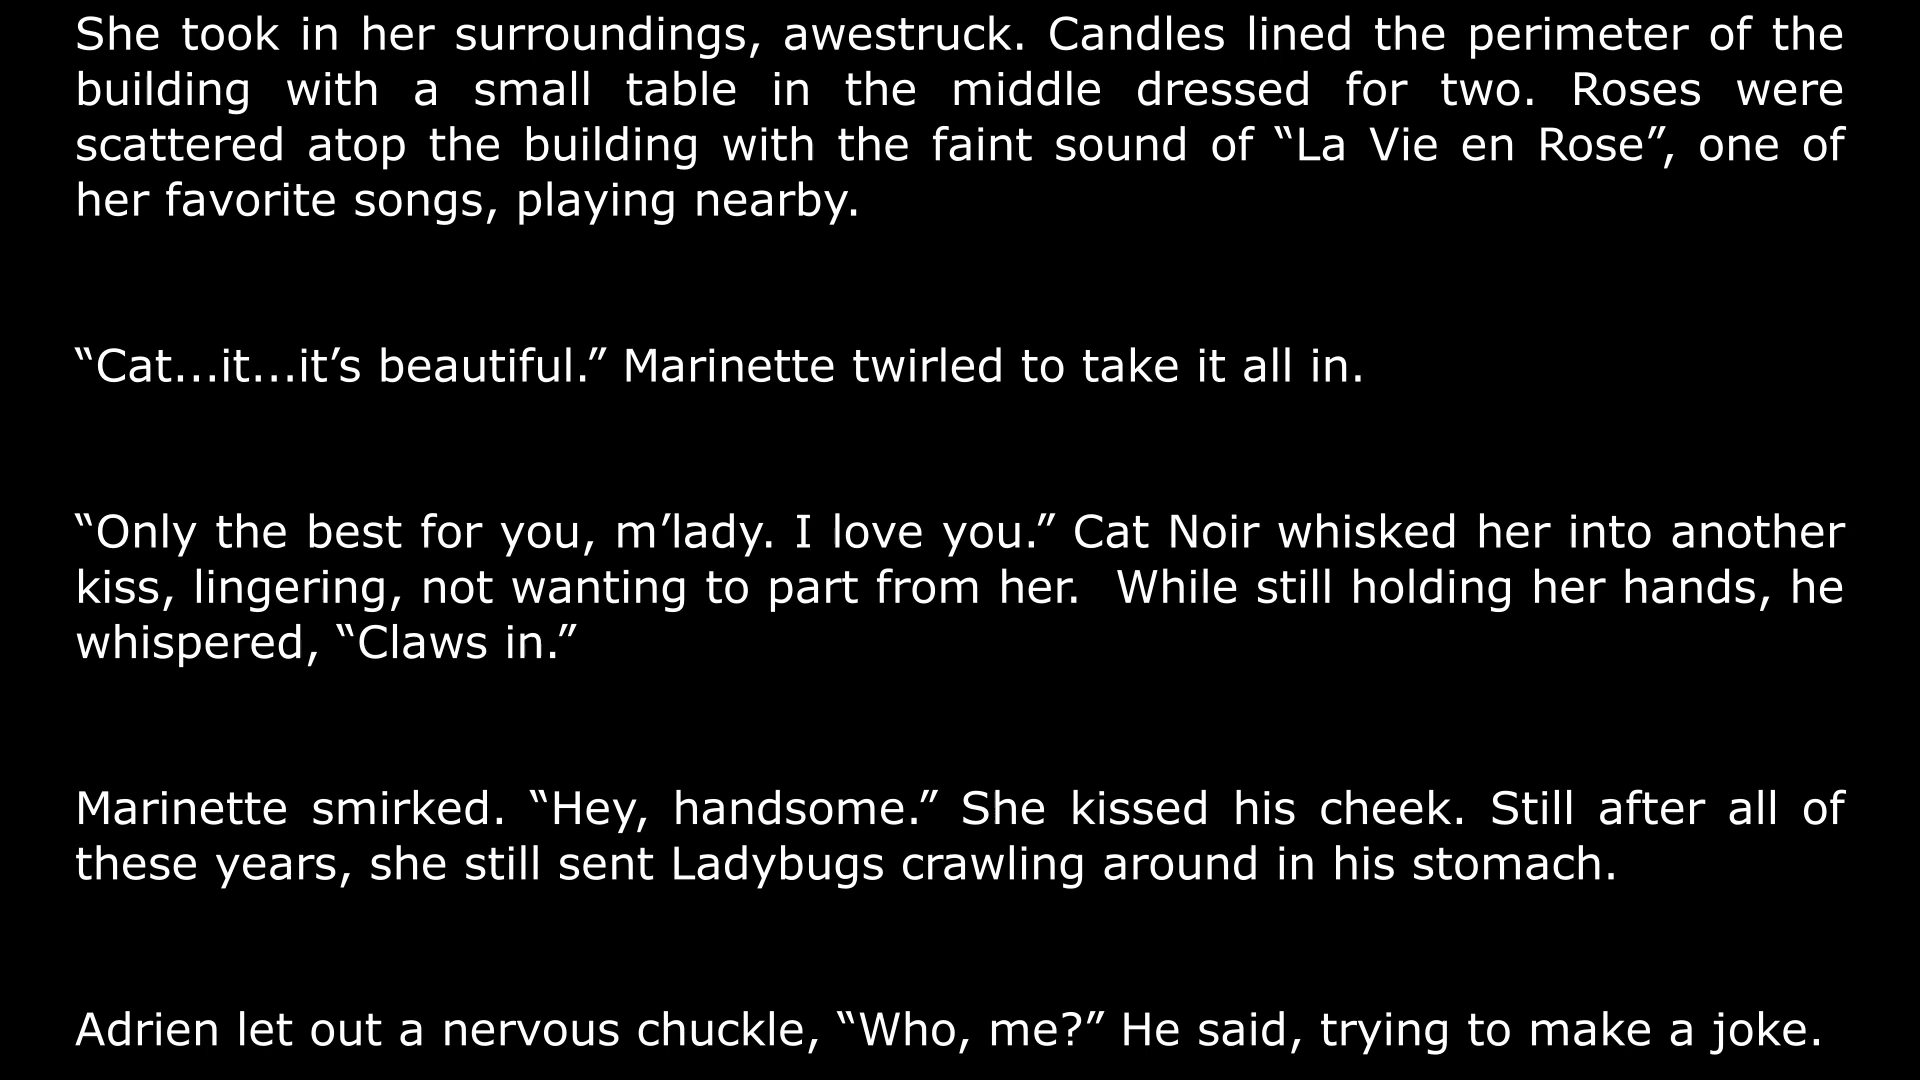 She took in her surroundings, awestruck. Candles lined the perimeter of the
building with a small table in the middle dressed for two. Roses were
scattered atop the building with the faint sound of “La Vie en Rose”, one of
her favorite songs, playing nearby.
“Cat...it...it’s beautiful.” Marinette twirled to take it all in.
“Only the best for you, m’lady. I love you.” Cat Noir whisked her into another
kiss, lingering, not wanting to part from her.  While still holding her hands, he
whispered, “Claws in.”
Marinette smirked. “Hey, handsome.” She kissed his cheek. Still after all of
these years, she still sent Ladybugs crawling around in his stomach.
Adrien let out a nervous chuckle, “Who, me?” He said, trying to make a joke.